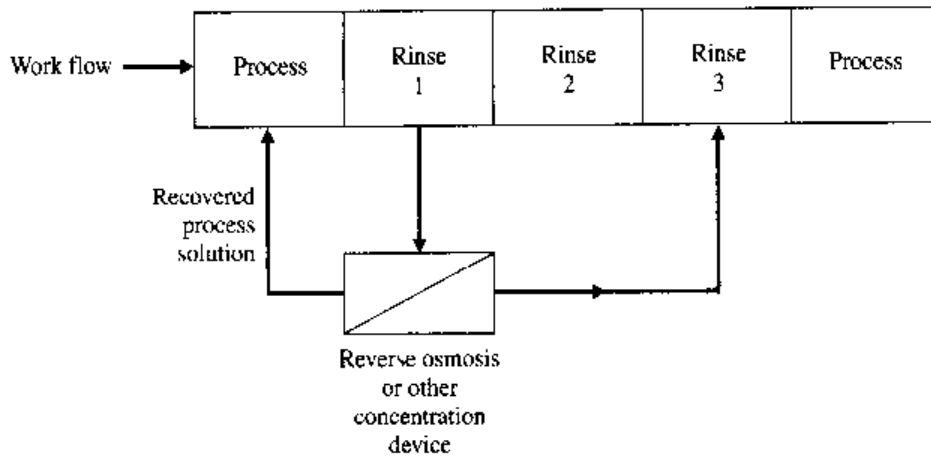 Work flow
Process
Rinse
1
Rinse
2
Rinse
3
Process
Recovered
process
solution
Reverse osmosis
or other
concentration
device